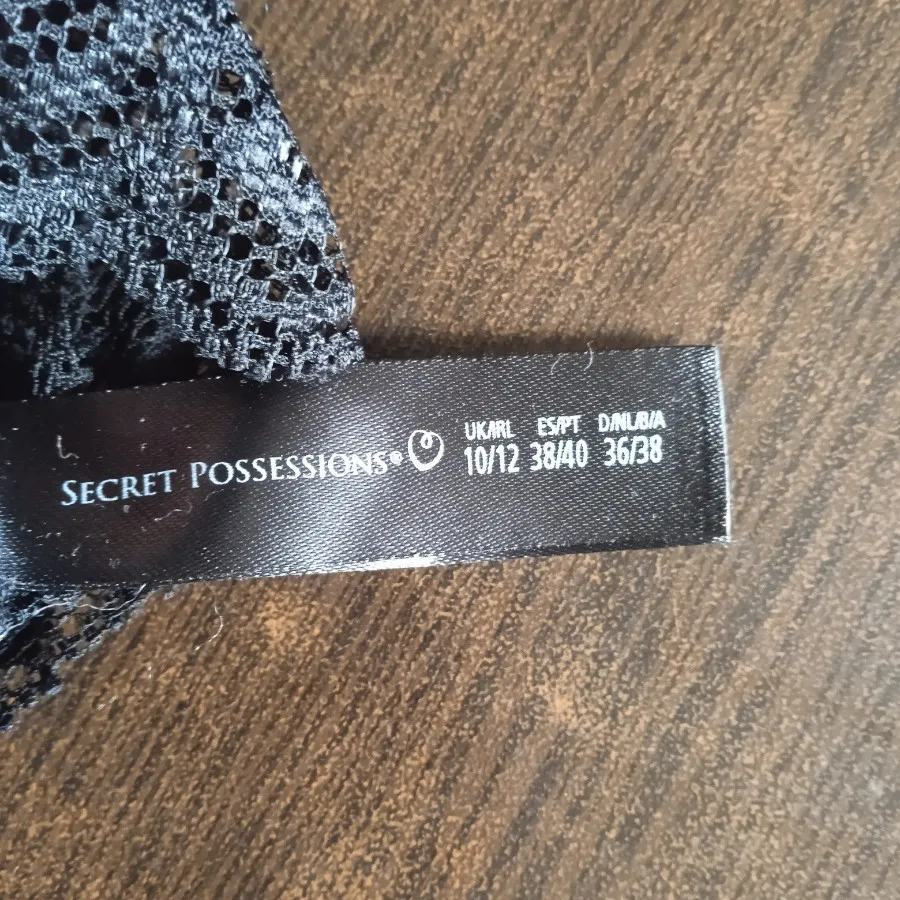 SECRET POSSESSIONS®
UK/IRL ES/PT D/NL/B/A
10/12 38/40 36/38